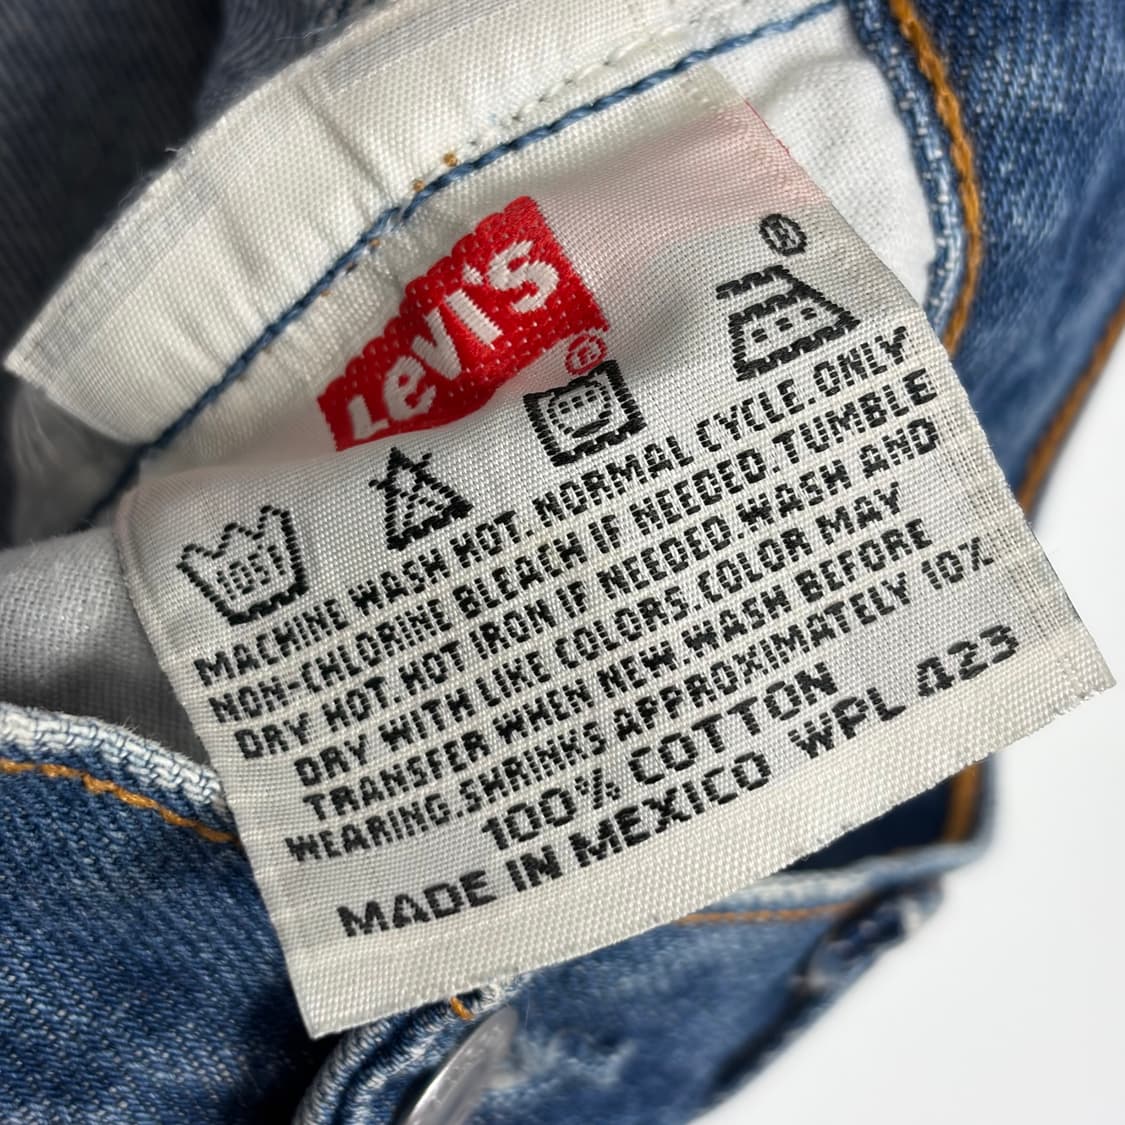 Levi's®
105
®
MACHINE WASH HOT. NORMAL CYCLE. ONLY
NON-CHLORINE BLEACH IF NEEDED. TUMBLE
DRY HOT. HOT IRON IF NEEDED. WASH AND
DRY WITH LIKE COLORS. COLOR MAY
TRANSFER WHEN NEW. WASH BEFORE
WEARING. SHRINKS APPROXIMATELY 10%
100% COTTON
MADE IN MEXICO WPL 423